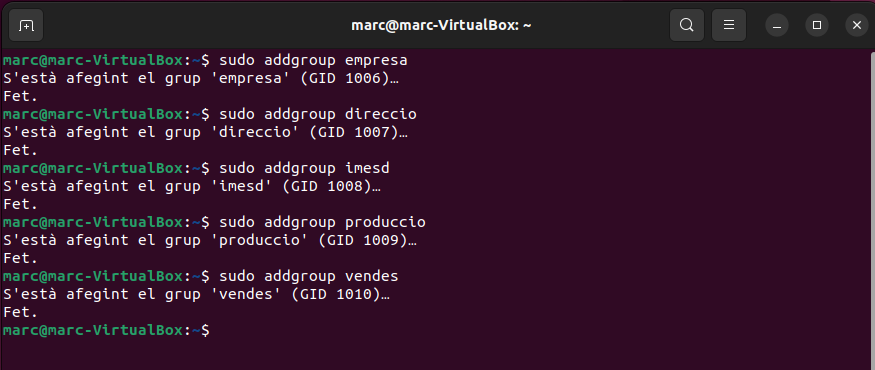 marc@marc-VirtualBox: ~
marc@marc-VirtualBox:~$ sudo addgroup empresa
S'està afegint el grup 'empresa' (GID 1006)…
Fet.
marc@marc-VirtualBox:~$ sudo addgroup direccio
S'està afegint el grup 'direccio' (GID 1007)…
Fet.
marc@marc-VirtualBox:~$ sudo addgroup imesd
S'està afegint el grup 'imesd' (GID 1008)…
Fet.
marc@marc-VirtualBox:~$ sudo addgroup produccio
S'està afegint el grup 'produccio' (GID 1009)…
Fet.
marc@marc-VirtualBox:~$ sudo addgroup vendes
S'està afegint el grup 'vendes' (GID 1010)…
Fet.
marc@marc-VirtualBox:~$